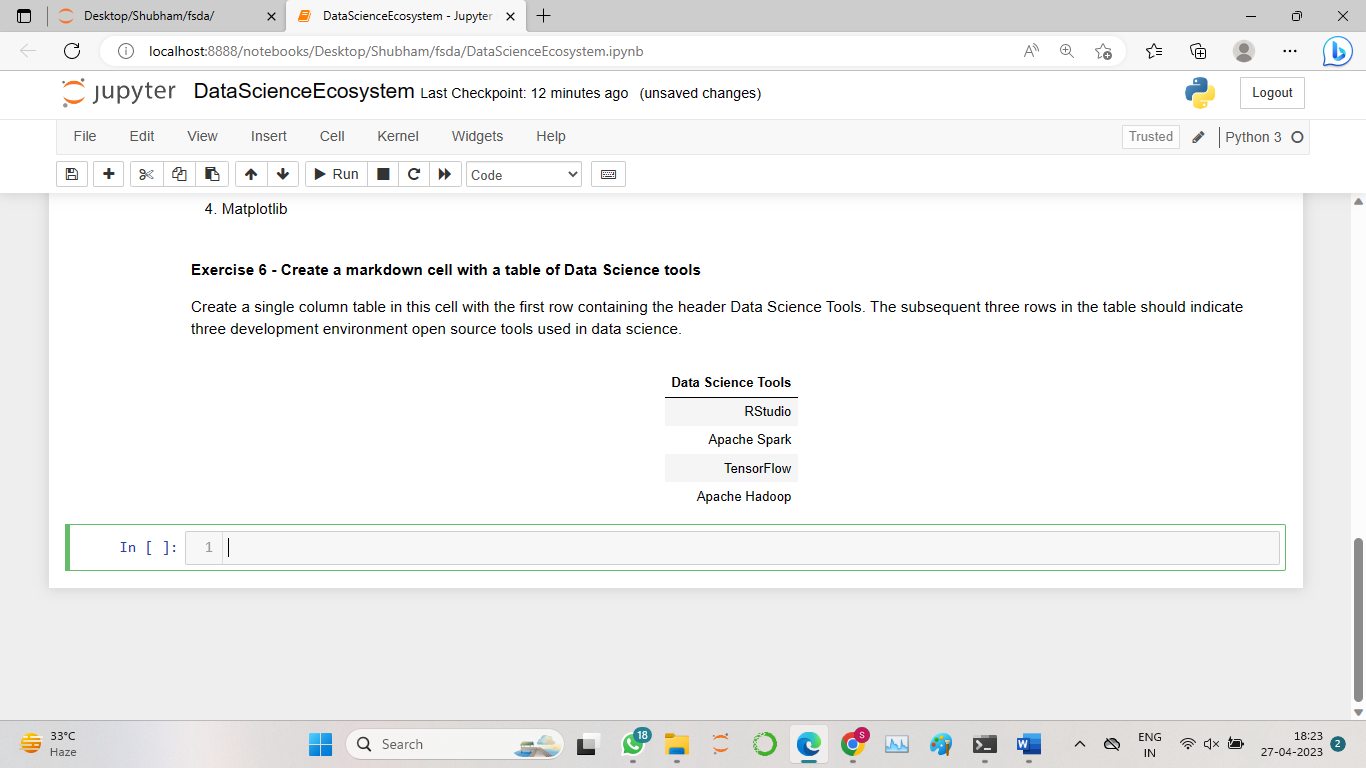 Desktop/Shubham/fsda/
DataScienceEcosystem - Jupyter
localhost:8888/notebooks/Desktop/Shubham/fsda/DataScienceEcosystem.ipynb
jupyter DataScienceEcosystem Last Checkpoint: 12 minutes ago (unsaved changes)
Logout
File Edit View Insert Cell Kernel Widgets Help
Trusted
Python 3
Run
Code
4. Matplotlib
Exercise 6 - Create a markdown cell with a table of Data Science tools
Create a single column table in this cell with the first row containing the header Data Science Tools. The subsequent three rows in the table should indicate
three development environment open source tools used in data science.
Data Science Tools
RStudio
Apache Spark
TensorFlow
Apache Hadoop
In [ ]: 1
33°C
Haze
Search
18
S
ENG
IN
18:23
27-04-2023
2